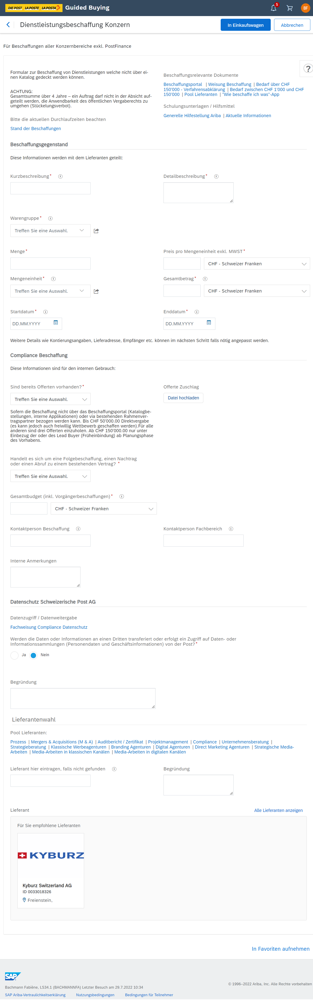 DIE POST LA POSTE LA POSTA Guided Buying 5 BF
Dienstleistungsbeschaffung Konzern In Einkaufswagen Abbrechen
Für Beschaffungen aller Konzernbereiche exkl. PostFinance
?
Formular zur Beschaffung von Dienstleistungen welche nicht über ei-
nen Katalog gedeckt werden können.
ACHTUNG:
Gesamtsumme über 4 Jahre – ein Auftrag darf nicht in der Absicht auf-
geteilt werden, die Anwendbarkeit des öffentlichen Vergaberechts zu
umgehen (Stückelungsverbot).
Bitte die aktuellen Durchlaufzeiten beachten
Stand der Beschaffungen
Beschaffungsrelevante Dokumente
Beschaffungsportal | Weisung Beschaffung | Bedarf über CHF
150'000 - Verfahrensabklärung | Bedarf zwischen CHF 1'000 und CHF
150'000 | Pool Lieferanten | "Wie beschaffe ich was"-App
Schulungsunterlagen / Hilfsmittel
Generelle Hilfestellung Ariba | Aktuelle Informationen
Beschaffungsgegenstand
Diese Informationen werden mit dem Lieferanten geteilt:
Kurzbeschreibung* Detailbeschreibung*
Warengruppe*
Treffen Sie eine Auswahl.
Menge* Preis pro Mengeneinheit exkl. MWST*
CHF - Schweizer Franken
Mengeneinheit* Gesamtbetrag*
Treffen Sie eine Auswahl. CHF - Schweizer Franken
Startdatum* Enddatum*
DD.MM.YYYY DD.MM.YYYY
Weitere Details wie Kontierungsangaben, Lieferadresse, Empfänger etc. können im nächsten Schritt falls nötig angepasst werden.
Compliance Beschaffung
Diese Informationen sind für den internen Gebrauch:
Sind bereits Offerten vorhanden?* Offerte Zuschlag
Treffen Sie eine Auswahl. Datei hochladen
Sofern die Beschaffung nicht über das Beschaffungsportal (Katalogbe-
stellungen, interne Applikationen) oder via bestehenden Rahmenver-
tragspartner bezogen werden kann. Bis CHF 50'000.00 Direktvergabe
(es kann jedoch auch freiwillig Wettbewerb geschaffen werden).Für alle
anderen sind drei Offerten einzuholen. Ab CHF 150'000.00 nur unter
Einbezug der oder des Lead Buyer (Früheinbindung) ab Planungsphase
des Vorhabens.
Handelt es sich um eine Folgebeschaffung, einen Nachtrag
oder einen Abruf zu einem bestehenden Vertrag? *
Treffen Sie eine Auswahl.
Gesamtbudget (inkl. Vorgängerbeschaffungen)*
CHF - Schweizer Franken
Kontaktperson Beschaffung Kontaktperson Fachbereich
Interne Anmerkungen
Datenschutz Schweizerische Post AG
Datenzugriff / Datenweitergabe
Fachweisung Compliance Datenschutz
Werden die Daten oder Informationen an einen Dritten transferiert oder erfolgt ein Zugriff auf Daten- oder
Informationssammlungen (Personendaten und Geschäftsinformationen) von der Post?*
Ja Nein
Begründung
Lieferantenwahl
Pool Lieferanten:
Prozess | Mergers & Acquisitions (M & A) | Auditbericht / Zertifikat | Projektmanagement | Compliance | Unternehmensberatung |
Strategieberatung | Klassische Werbeagenturen | Branding Agenturen | Digital Agenturen | Direct Marketing Agenturen | Strategische Media-
Arbeiten | Media-Arbeiten in klassischen Kanälen | Media-Arbeiten in digitalen Kanälen
Lieferant hier eintragen, falls nicht gefunden Begründung
Lieferant Alle Lieferanten anzeigen
Für Sie empfohlene Lieferanten
KYBURZ
Kyburz Switzerland AG
ID 0033018326
Freienstein,
In Favoriten aufnehmen
SAP
Bachmann Fabiène, LS34.1 (BACHMANNFA) Letzter Besuch am 29.7.2022 10:34
© 1996–2022 Ariba, Inc. Alle Rechte vorbehalten
SAP Ariba-Vertraulichkeitserklärung Nutzungsbedingungen Bedingungen für Teilnehmer